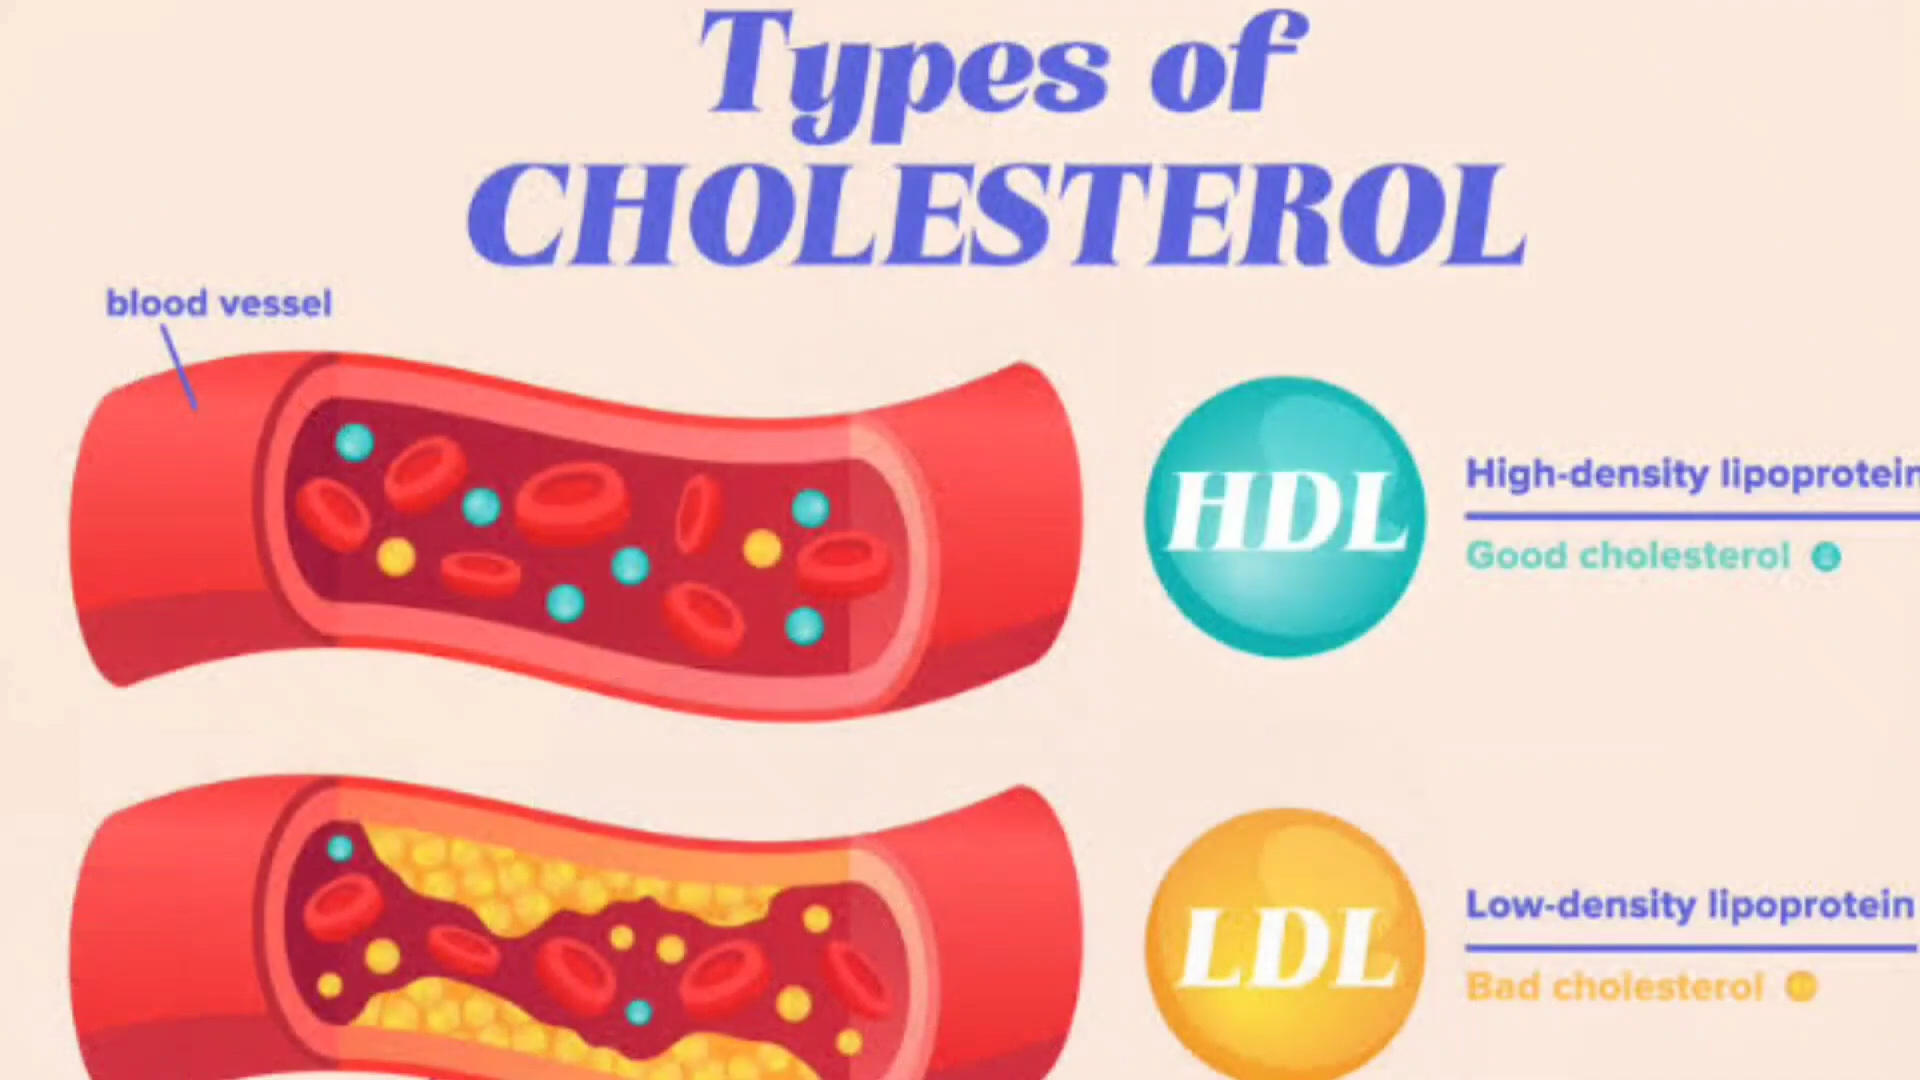 Types of
CHOLESTEROL
blood vessel
HDL
High-density lipoprotein
Good cholesterol
LDL
Low-density lipoprotein
Bad cholesterol